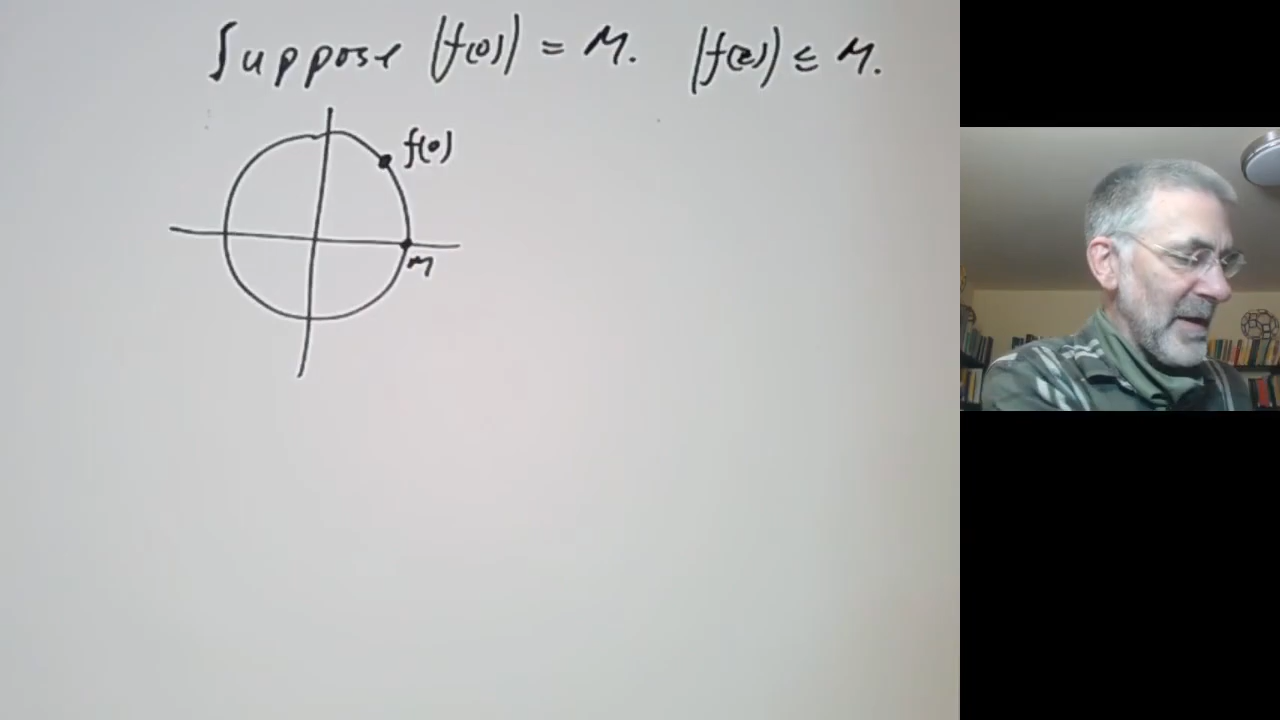 Suppose |f(0)| = M. |f(z)| ≤ M.
f(0)
M